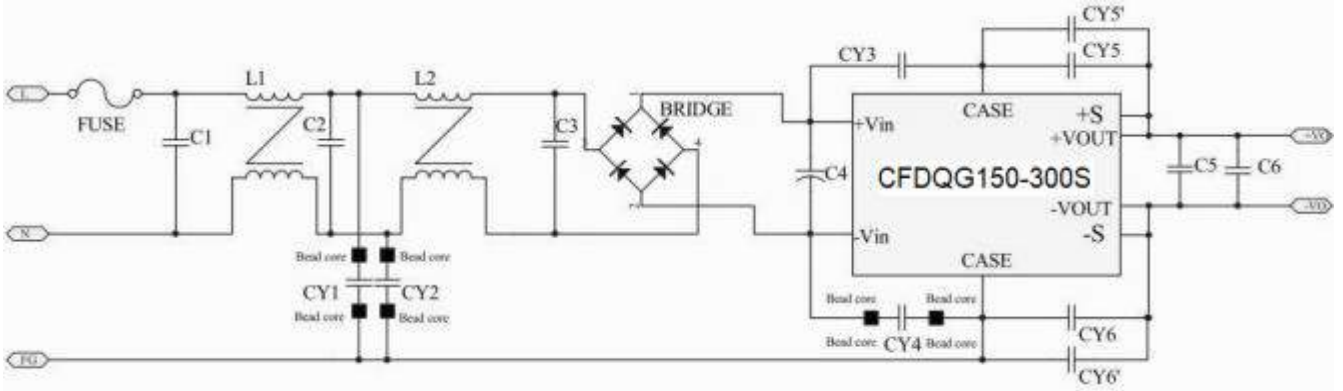 CY5'
CY3
CY5
L
FUSE
L1
L2
C1
C2
C3
BRIDGE
CASE
+S
+Vin
+VOUT
C4
CFDQG150-300S
C5
C6
-VOUT
-Vin
-S
CASE
N
Bead core
Bead core
CY1
CY2
Bead core
Bead core
Bead core
Bead core
Bead core
CY4
Bead core
CY6
FG
CY6'